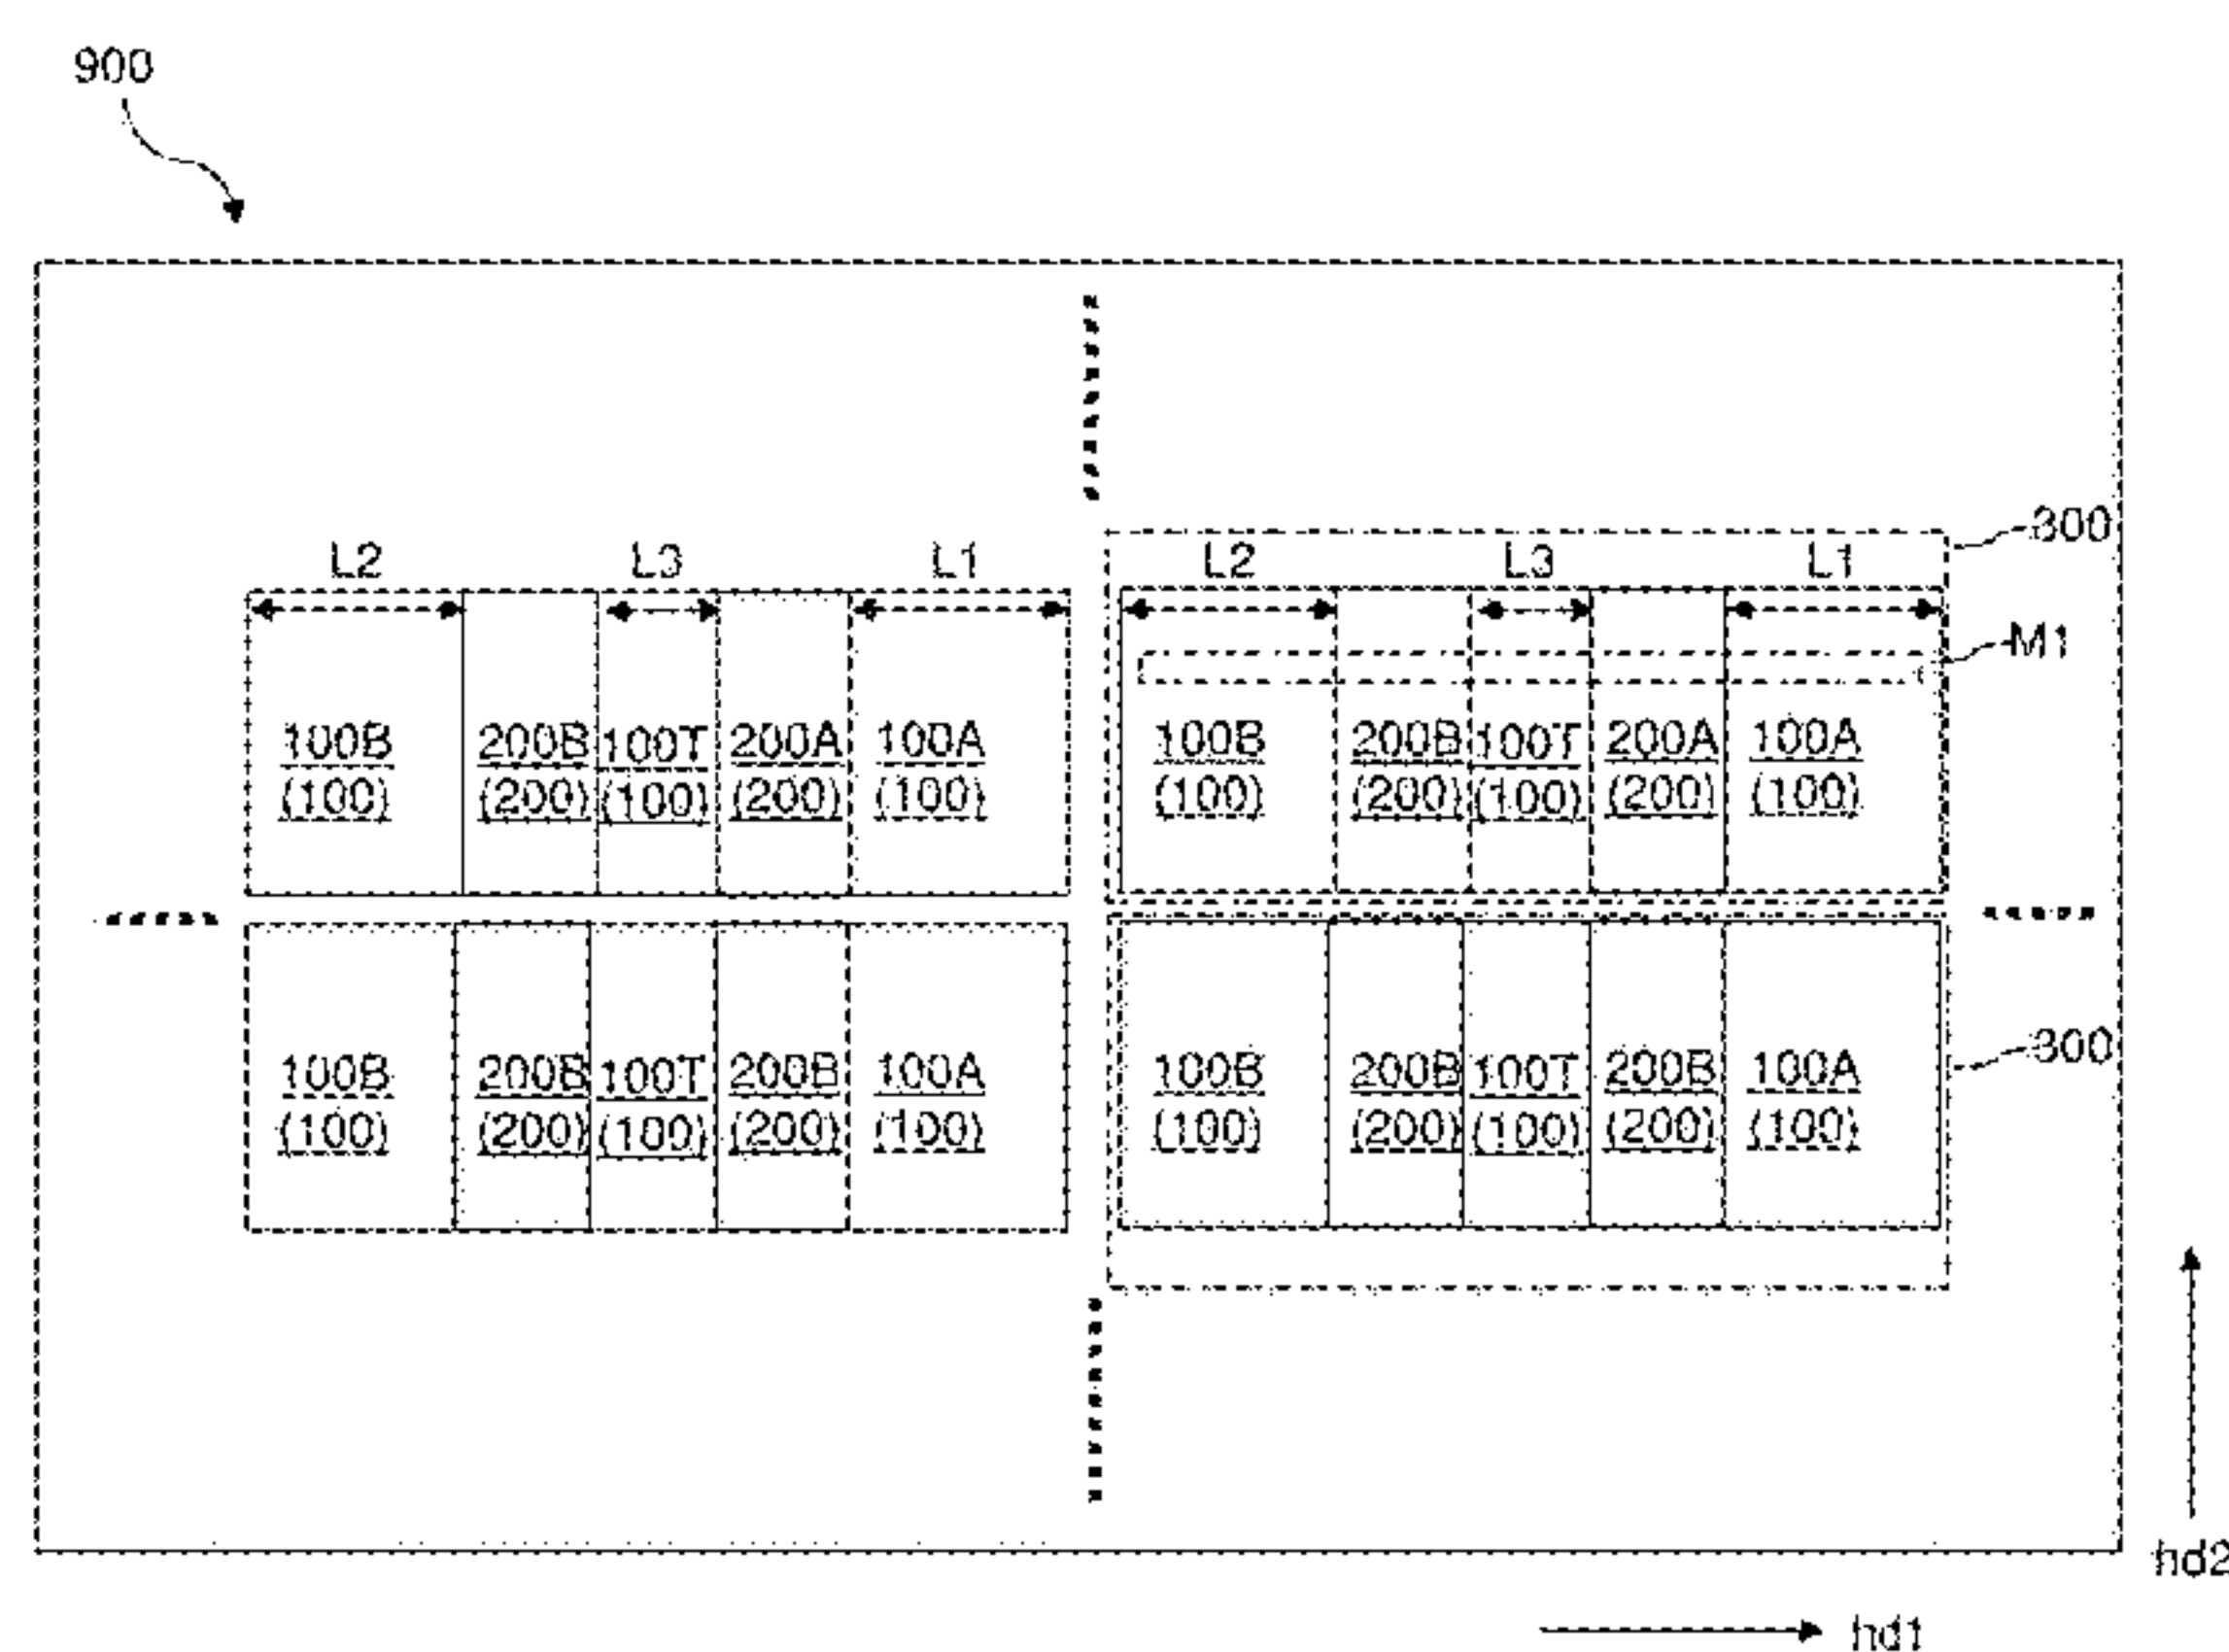 900
300
L2 L3 L1 L2 L3 L1
M1
100B 200B 100T 200A 100A 100B 200B 100T 200A 100A
(100) (200) (100) (200) (100) (100) (200) (100) (200) (100)
300
100B 200B 100T 200B 100A 100B 200B 100T 200B 100A
(100) (200) (100) (200) (100) (100) (200) (100) (200) (100)
hd2
hd1